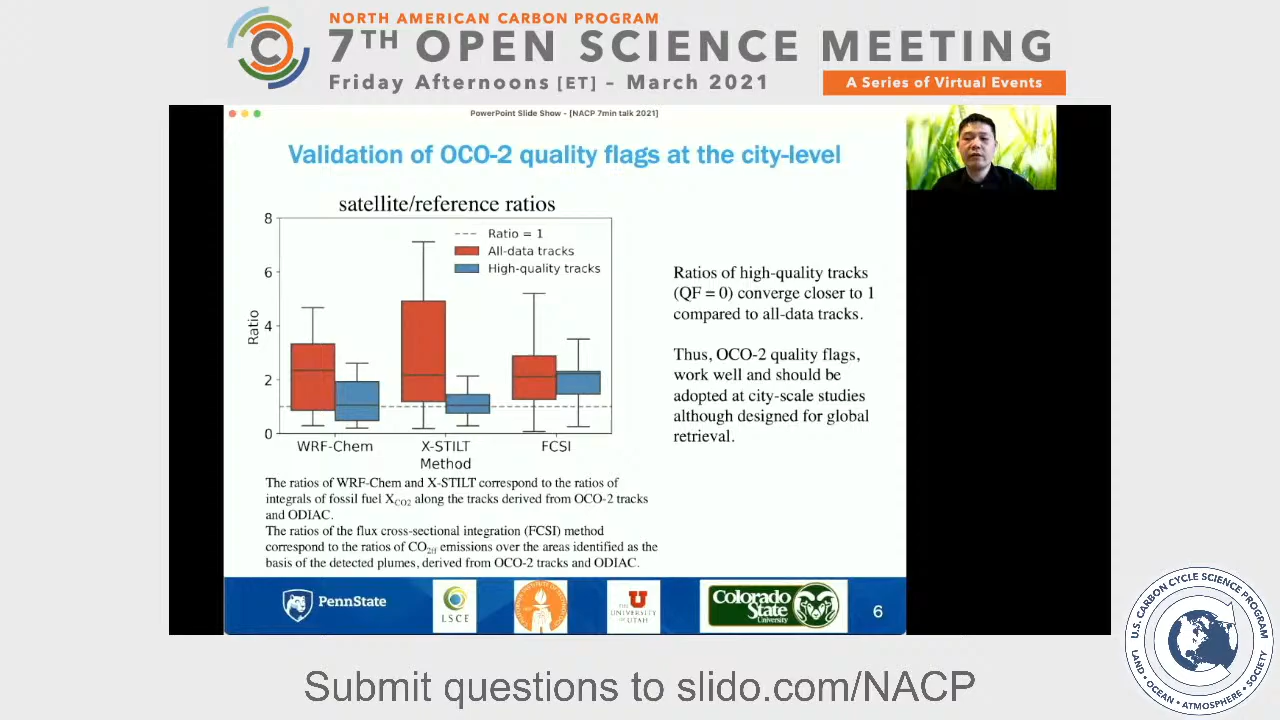 NORTH AMERICAN CARBON PROGRAM
7TH OPEN SCIENCE MEETING
Friday Afternoons [ET] – March 2021
A Series of Virtual Events
PowerPoint Slide Show - [NACP 7min talk 2021]
Validation of OCO-2 quality flags at the city-level
satellite/reference ratios
8
6
4
2
0
Ratio
Ratio = 1
All-data tracks
High-quality tracks
WRF-Chem
X-STILT
FCSI
Method
Ratios of high-quality tracks
(QF = 0) converge closer to 1
compared to all-data tracks.
Thus, OCO-2 quality flags,
work well and should be
adopted at city-scale studies
although designed for global
retrieval.
The ratios of WRF-Chem and X-STILT correspond to the ratios of
integrals of fossil fuel XCO2 along the tracks derived from OCO-2 tracks
and ODIAC.
The ratios of the flux cross-sectional integration (FCSI) method
correspond to the ratios of CO2ff emissions over the areas identified as the
basis of the detected plumes, derived from OCO-2 tracks and ODIAC.
PennState
LSCE
THE
UNIVERSITY
OF UTAH
Colorado
State
University
6
U.S. CARBON CYCLE SCIENCE PROGRAM
LAND • OCEAN • ATMOSPHERE • SOCIETY
Submit questions to slido.com/NACP